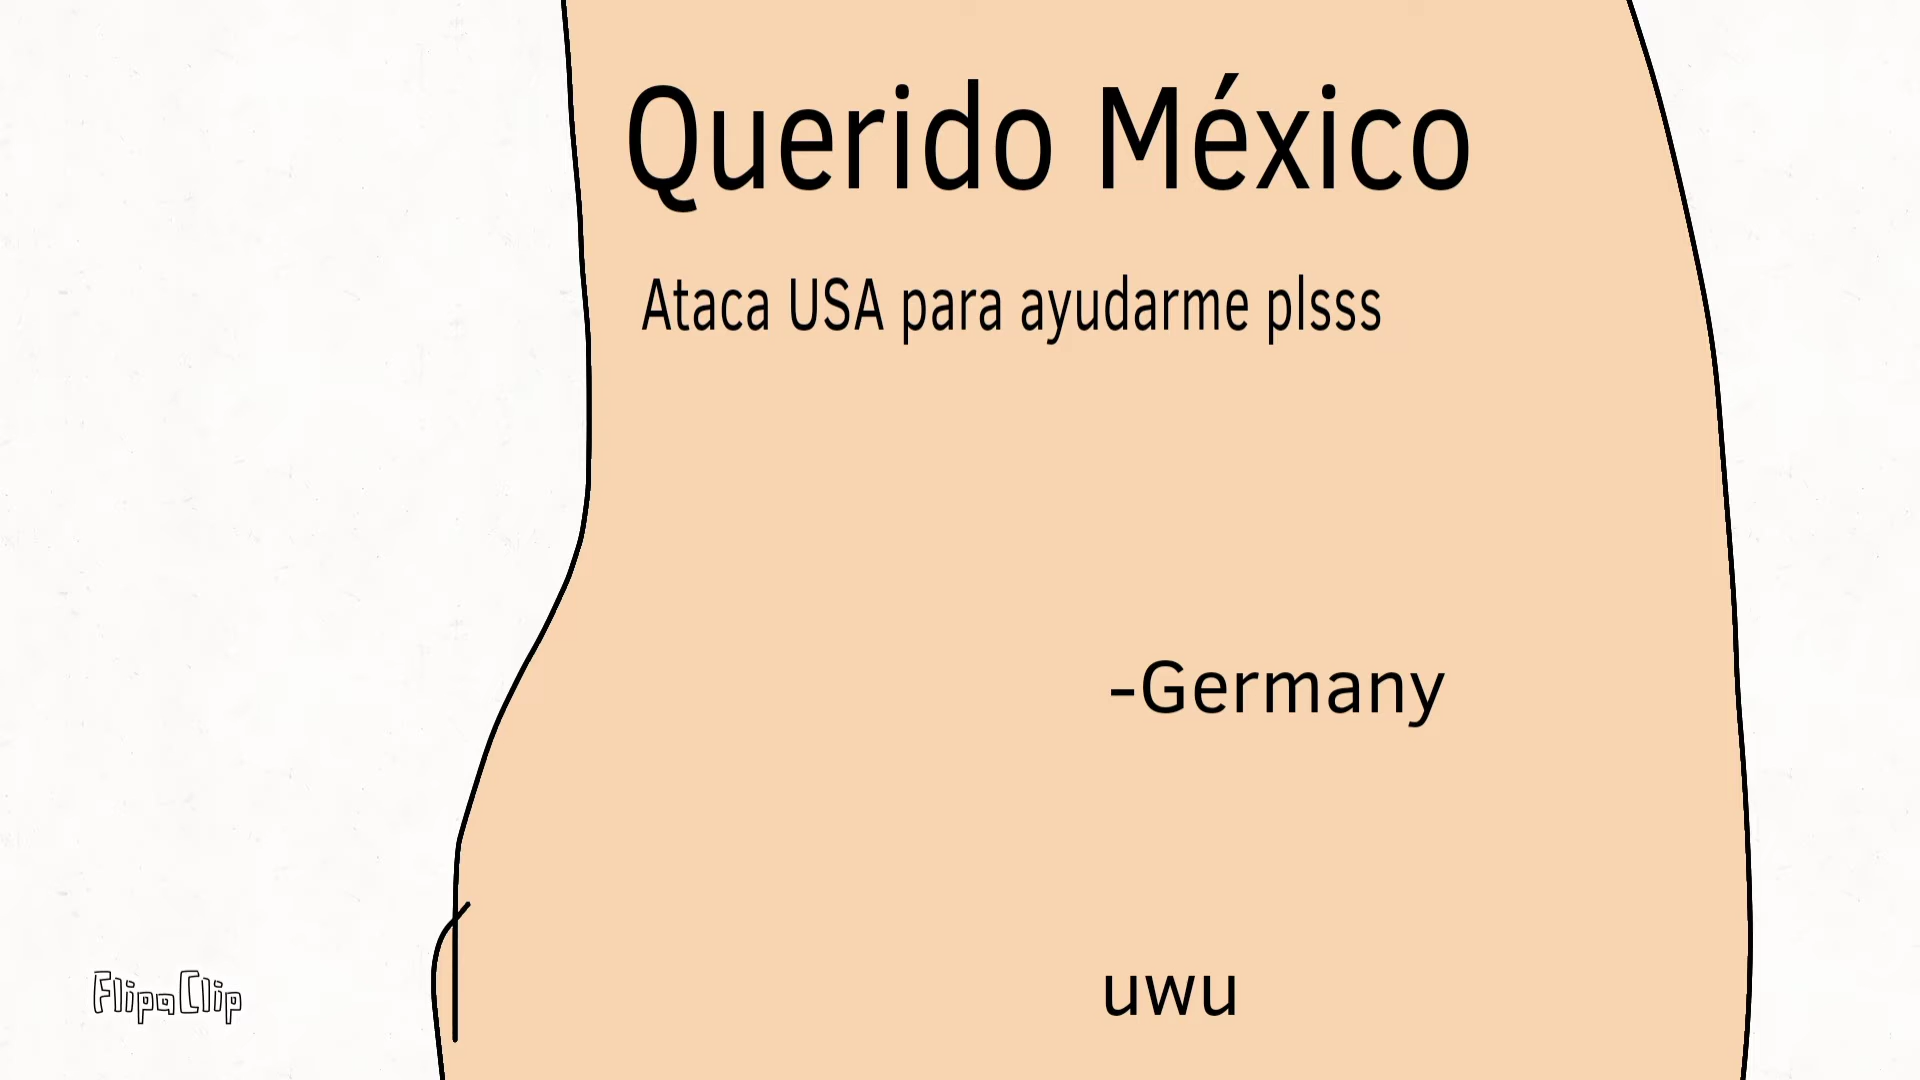 Querido México
Ataca USA para ayudarme plsss
-Germany
uwu
FlipaClip